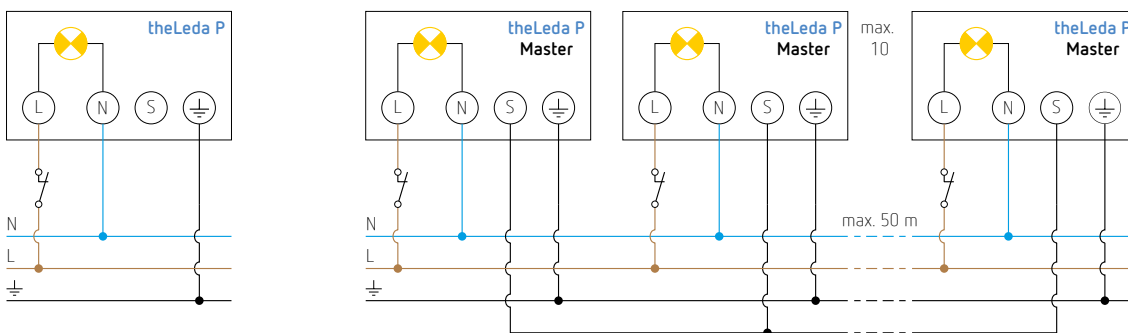 theLeda P
L N S
N
L
theLeda P
Master
L N S
theLeda P
Master
L N S
max.
10
theLeda P
Master
L N S
N
L
max. 50 m